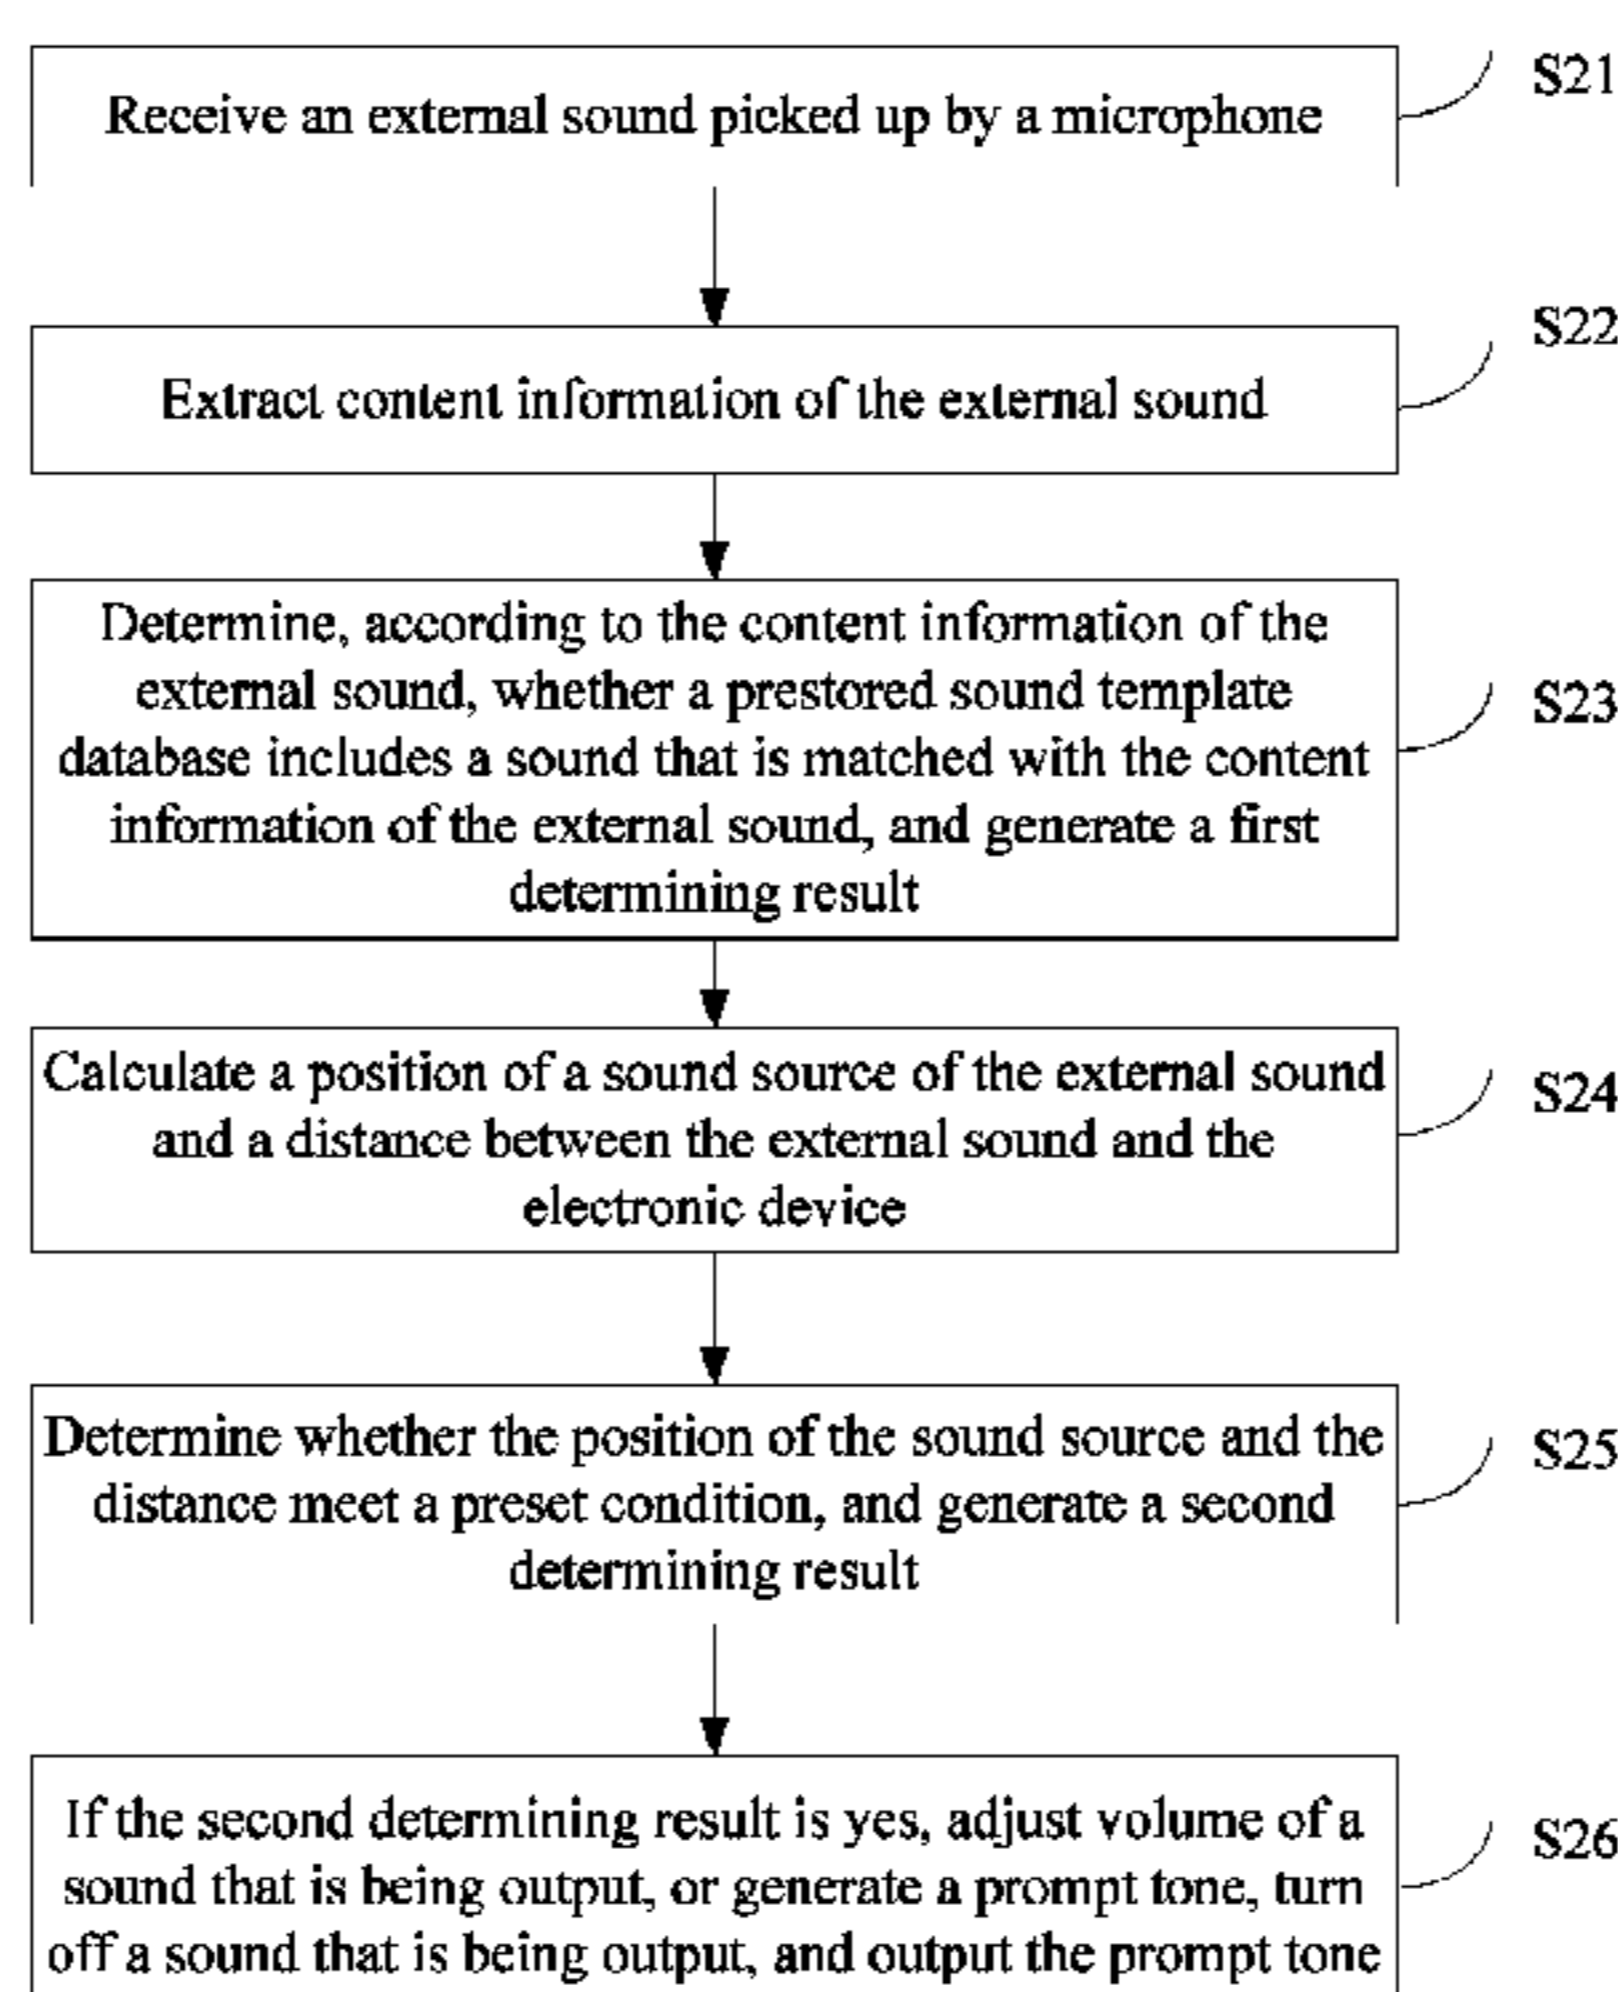 S21
Receive an external sound picked up by a microphone
S22
Extract content information of the external sound
Determine, according to the content information of the
external sound, whether a prestored sound template
S23
database includes a sound that is matched with the content
information of the external sound, and generate a first
determining result
Calculate a position of a sound source of the external sound
S24
and a distance between the external sound and the
electronic device
Determine whether the position of the sound source and the
S25
distance meet a preset condition, and generate a second
determining result
If the second determining result is yes, adjust volume of a
S26
sound that is being output, or generate a prompt tone, turn
off a sound that is being output, and output the prompt tone